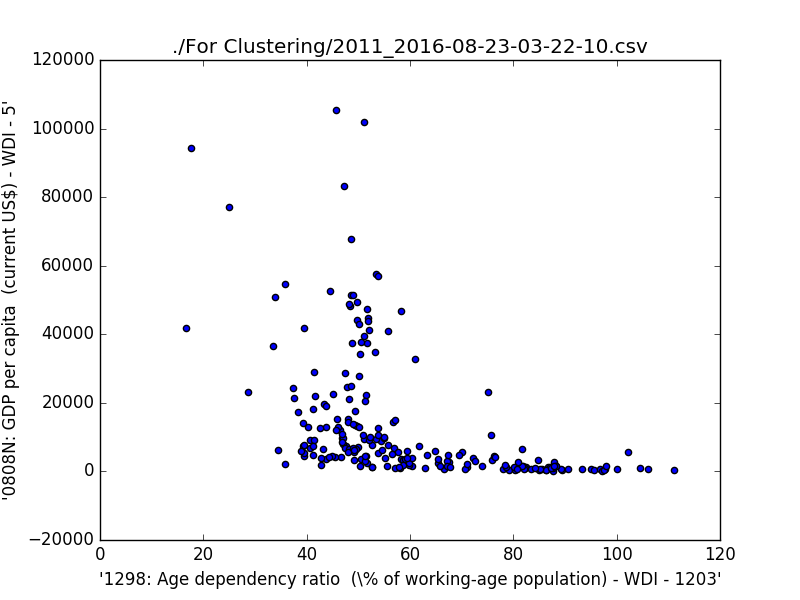 ./For Clustering/2011_2016-08-23-03-22-10.csv
'0808N: GDP per capita  (current US$) - WDI - 5'
120000
100000
80000
60000
40000
20000
0
−20000
0 20 40 60 80 100 120
'1298: Age dependency ratio  (\% of working-age population) - WDI - 1203'